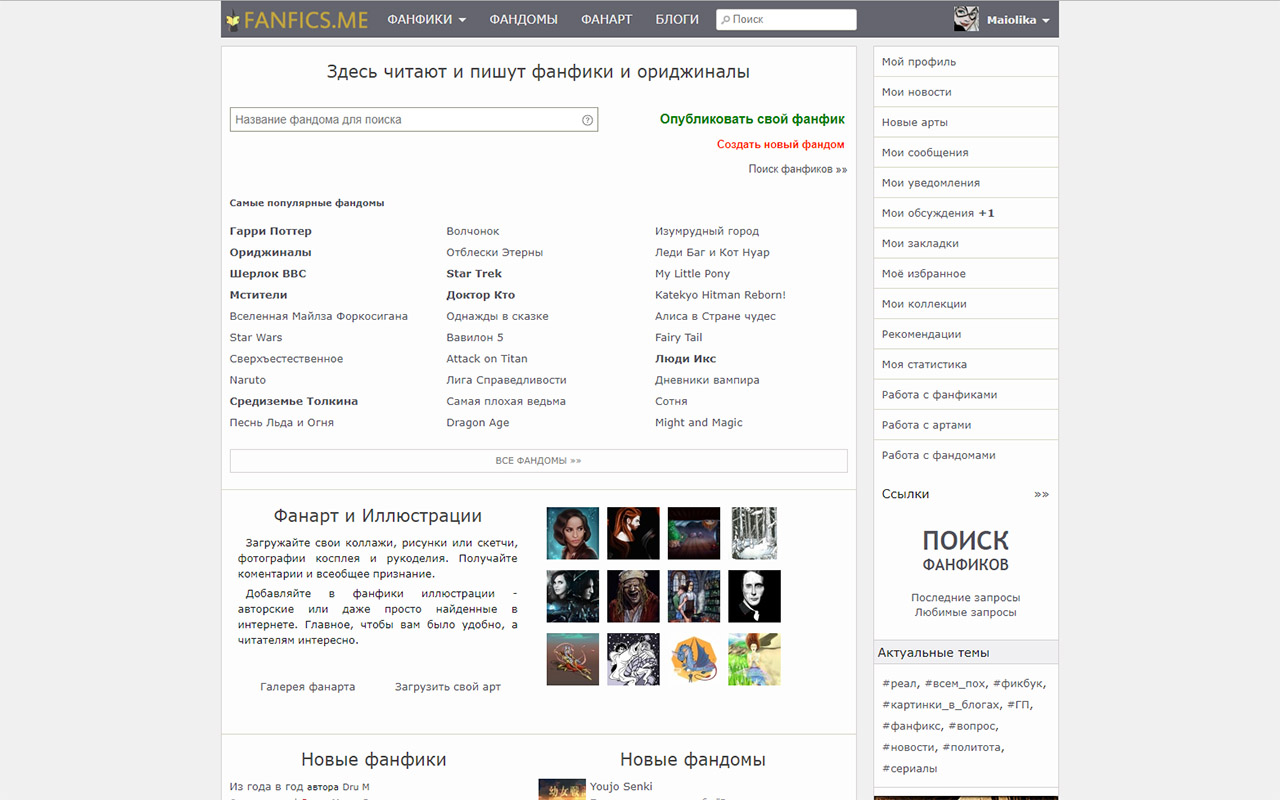 FANFICS.ME ФАНФИКИ ФАНДОМЫ ФАНАРТ БЛОГИ Поиск Maiolika
Здесь читают и пишут фанфики и ориджиналы
Название фандома для поиска
Опубликовать свой фанфик
Создать новый фандом
Поиск фанфиков »»
Самые популярные фандомы
Гарри Поттер
Ориджиналы
Шерлок BBC
Мстители
Вселенная Майлза Форкосигана
Star Wars
Сверхъестественное
Naruto
Средиземье Толкина
Песнь Льда и Огня
Волчонок
Отблески Этерны
Star Trek
Доктор Кто
Однажды в сказке
Вавилон 5
Attack on Titan
Лига Справедливости
Самая плохая ведьма
Dragon Age
Изумрудный город
Леди Баг и Кот Нуар
My Little Pony
Katekyo Hitman Reborn!
Алиса в Стране чудес
Fairy Tail
Люди Икс
Дневники вампира
Сотня
Might and Magic
ВСЕ ФАНДОМЫ »»
Фанарт и Иллюстрации
Загружайте свои коллажи, рисунки или скетчи,
фотографии косплея и рукоделия. Получайте
коментарии и всеобщее признание.
Добавляйте в фанфики иллюстрации -
авторские или даже просто найденные в
интернете. Главное, чтобы вам было удобно, а
читателям интересно.
Галерея фанарта Загрузить свой арт
Новые фанфики
Из года в год автора Dru M
Новые фандомы
Youjo Senki
Мой профиль
Мои новости
Новые арты
Мои сообщения
Мои уведомления
Мои обсуждения +1
Мои закладки
Моё избранное
Мои коллекции
Рекомендации
Моя статистика
Работа с фанфиками
Работа с артами
Работа с фандомами
Ссылки »»
ПОИСК
ФАНФИКОВ
Последние запросы
Любимые запросы
Актуальные темы
#реал, #всем_пох, #фикбук,
#картинки_в_блогах, #ГП,
#фанфикс, #вопрос,
#новости, #политота,
#сериалы